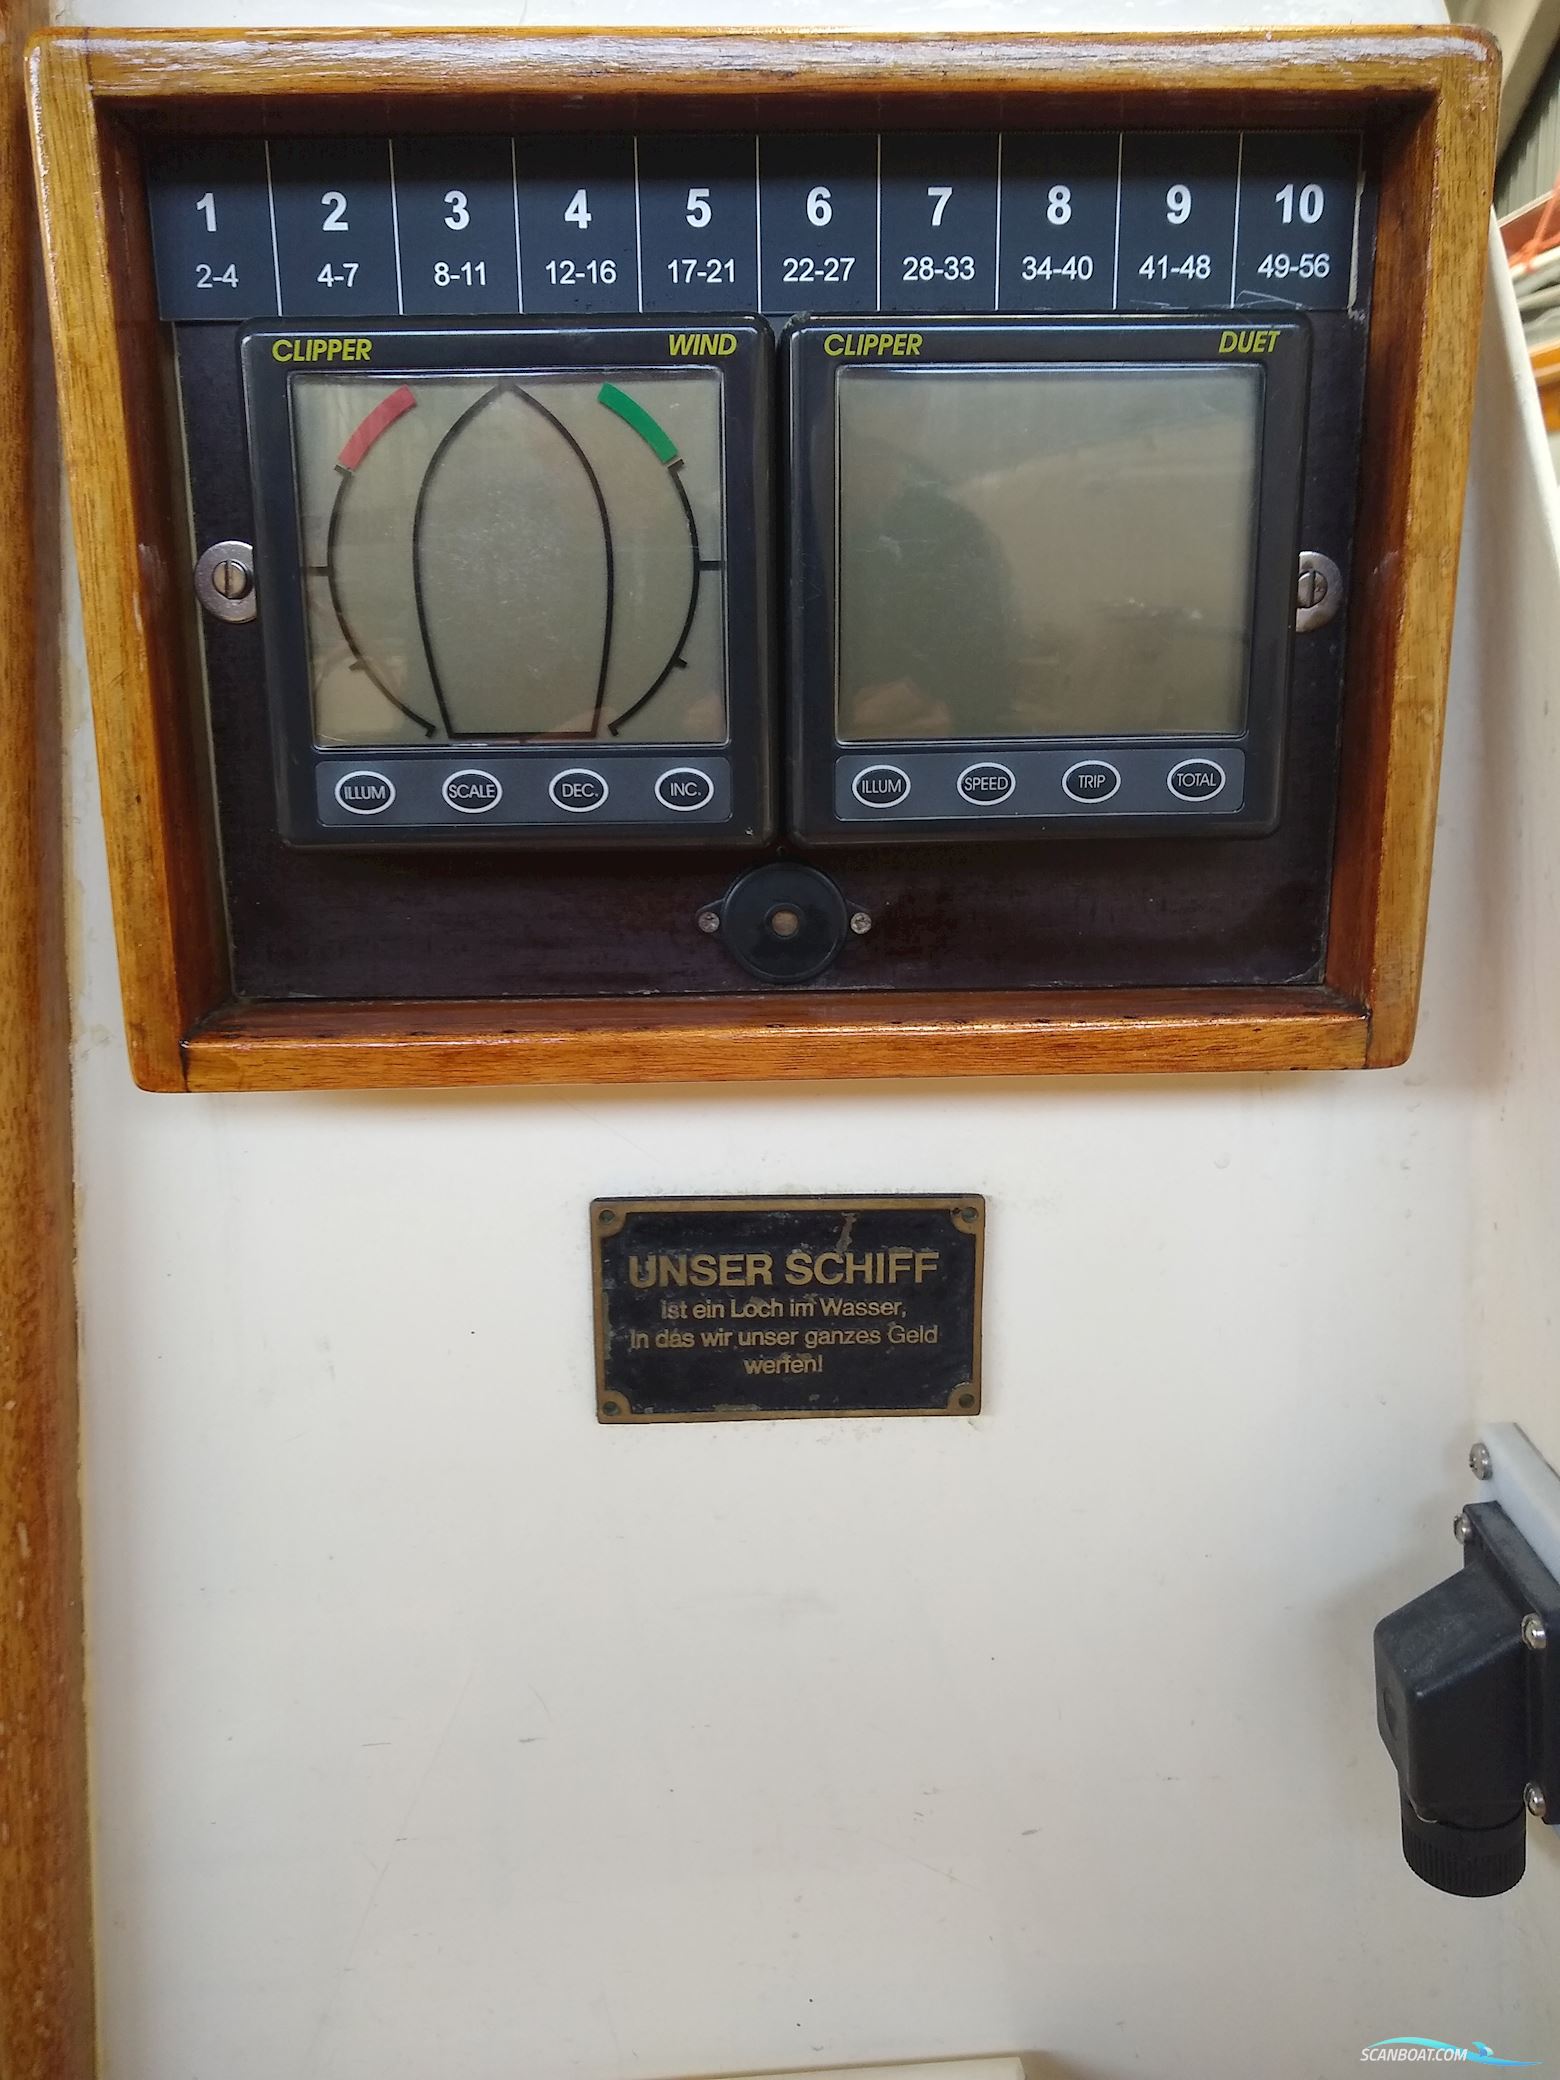 1 2 3 4 5 6 7 8 9 10
2-4 4-7 8-11 12-16 17-21 22-27 28-33 34-40 41-48 49-56
CLIPPER WIND
ILLUM SCALE DEC. INC.
CLIPPER DUET
ILLUM SPEED TRIP TOTAL
UNSER SCHIFF
ist ein Loch im Wasser,
In das wir unser ganzes Geld
werfen!
SCANBOAT.COM